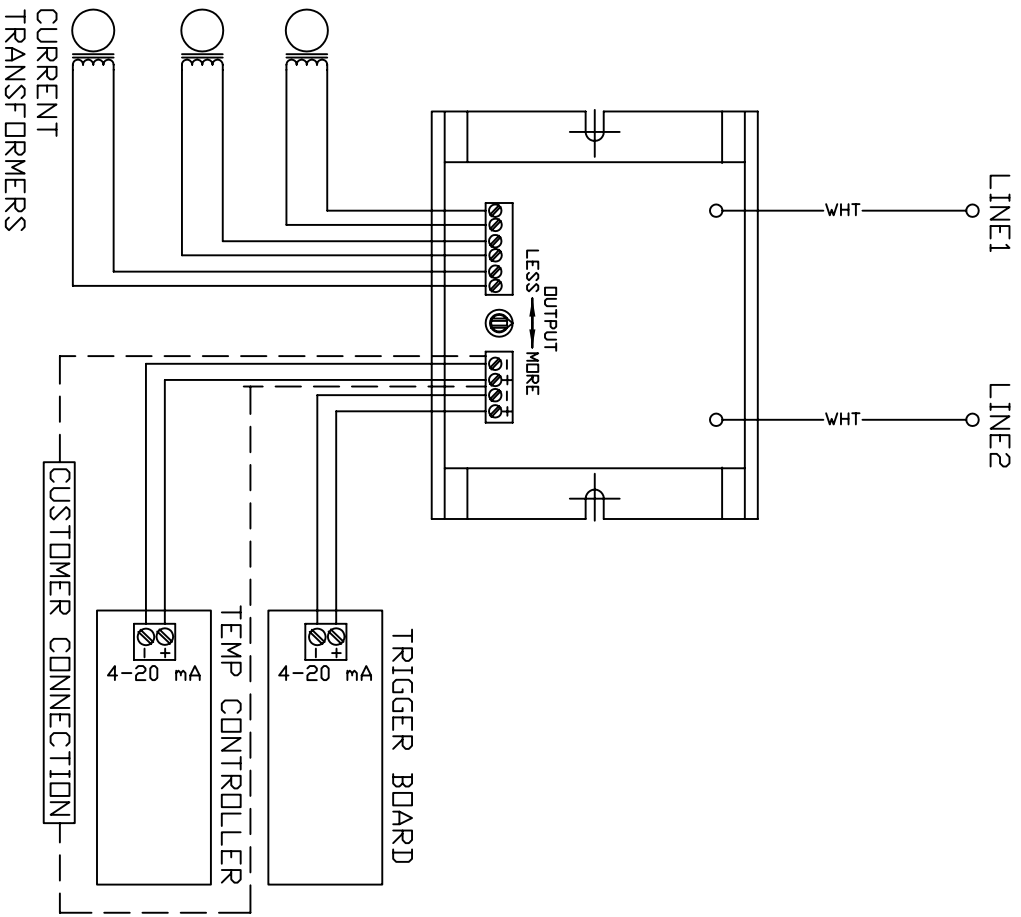 LINE1
LINE2
WHT
WHT
OUTPUT
LESS
MORE
-
+
-
+
TRIGGER BOARD
4-20 mA
- +
TEMP CONTROLLER
4-20 mA
- +
CUSTOMER CONNECTION
CURRENT
TRANSFORMERS